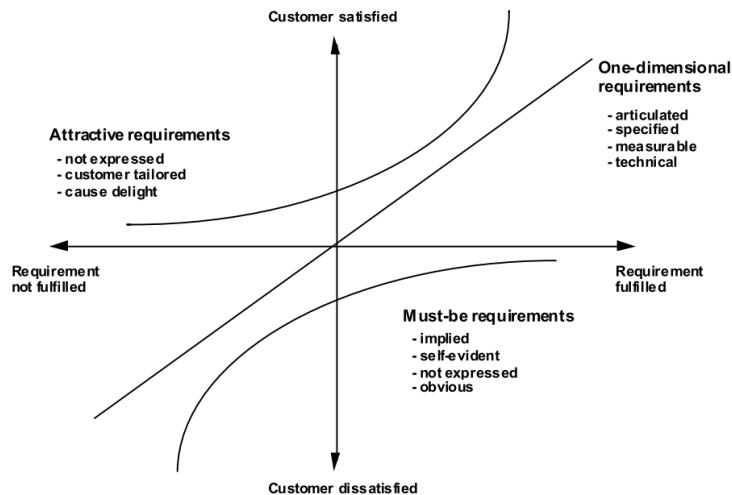 Customer satisfied
One-dimensional
requirements
- articulated
- specified
- measurable
- technical
Attractive requirements
- not expressed
- customer tailored
- cause delight
Requirement
not fulfilled
Requirement
fulfilled
Must-be requirements
- implied
- self-evident
- not expressed
- obvious
Customer dissatisfied